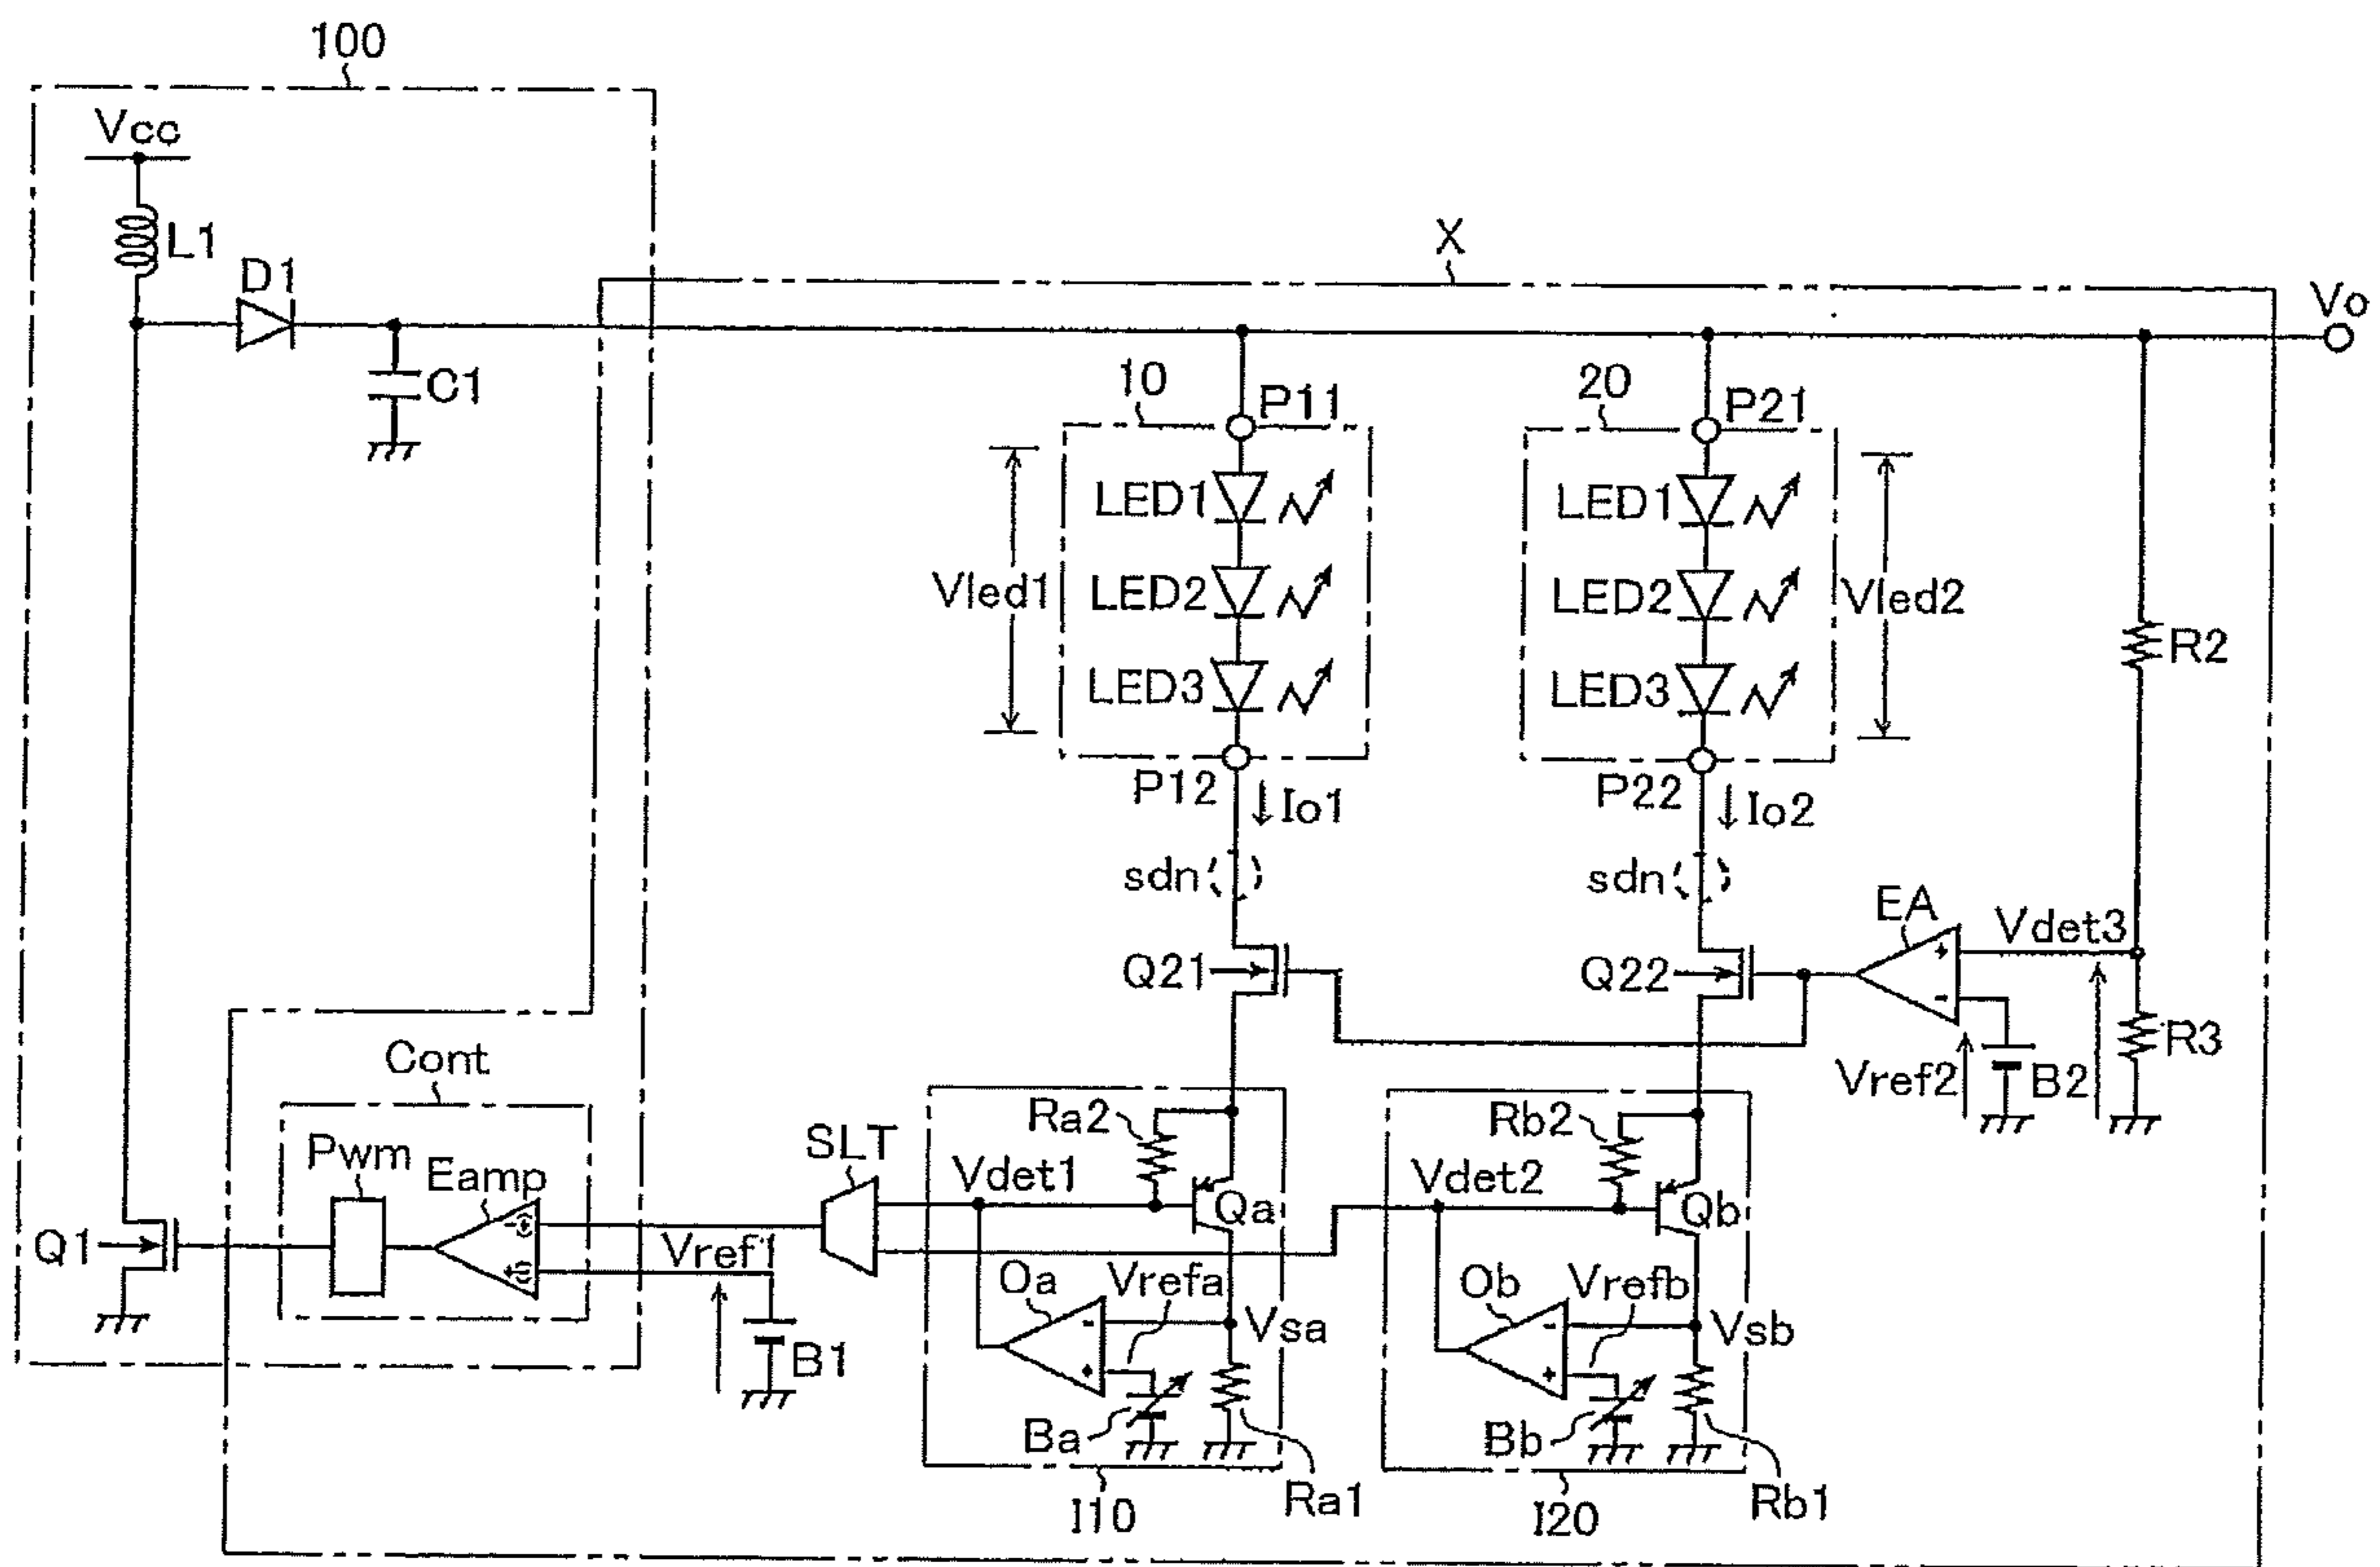 100
Vcc
L1
D1
C1
X
Vo
10
P11
20
P21
LED1
LED2
LED3
Vled1
LED1
LED2
LED3
Vled2
R2
P12
Io1
P22
Io2
sdn
sdn
EA
Vdet3
+
-
Q21
Q22
Vref2
B2
R3
Cont
Pwm
Eamp
SLT
Ra2
Vdet1
Qa
Rb2
Vdet2
Qb
Q1
Vref1
B1
Oa
Vrefa
-
+
Vsa
Ba
Ra1
I10
Ob
Vrefb
-
+
Vsb
Bb
Rb1
I20